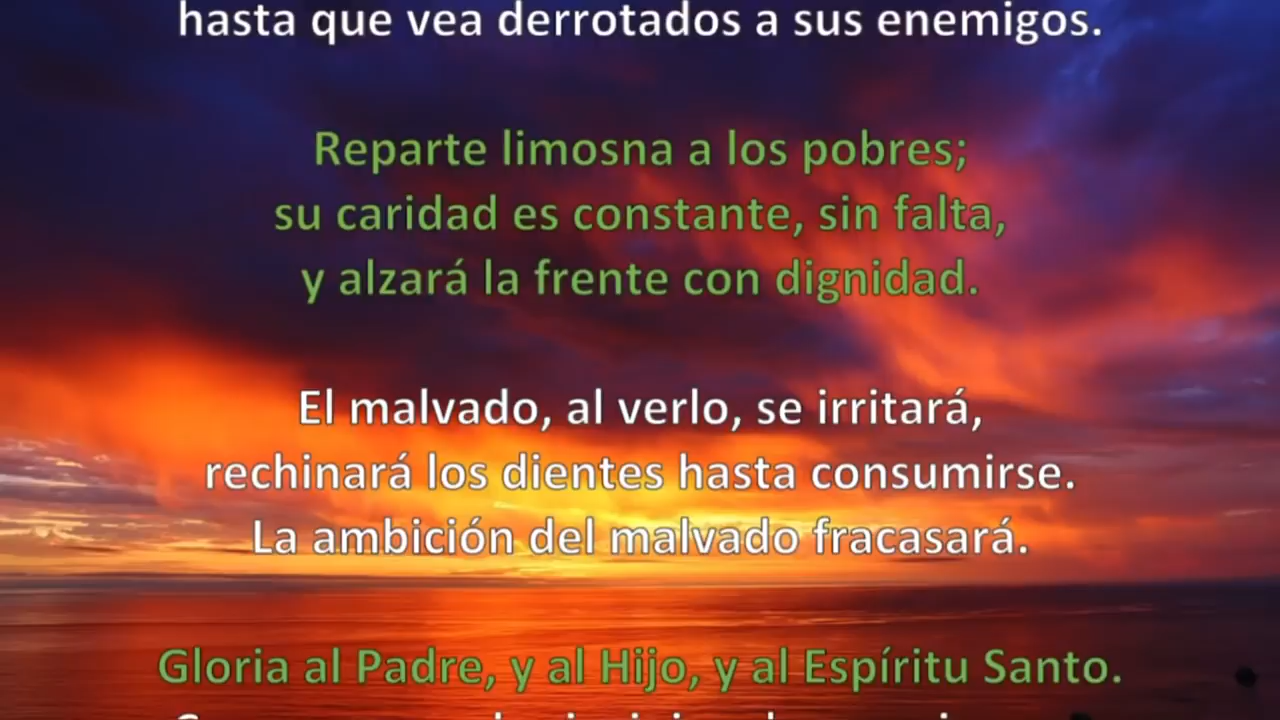 hasta que vea derrotados a sus enemigos.
Reparte limosna a los pobres;
su caridad es constante, sin falta,
y alzará la frente con dignidad.
El malvado, al verlo, se irritará,
rechinará los dientes hasta consumirse.
La ambición del malvado fracasará.
Gloria al Padre, y al Hijo, y al Espíritu Santo.